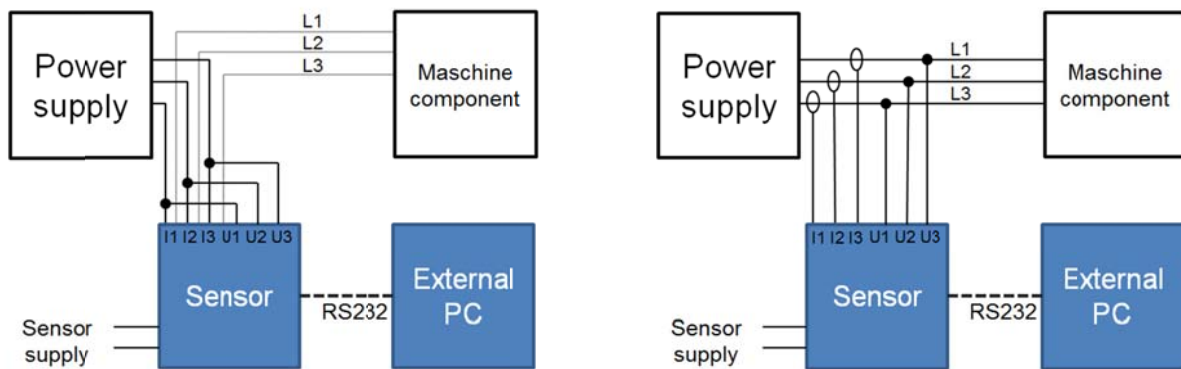 Power
supply
L1
L2
L3
Maschine
component
I1 I2 I3 U1 U2 U3
Sensor
RS232
External
PC
Sensor
supply
Power
supply
L1
L2
L3
Maschine
component
I1 I2 I3 U1 U2 U3
Sensor
RS232
External
PC
Sensor
supply